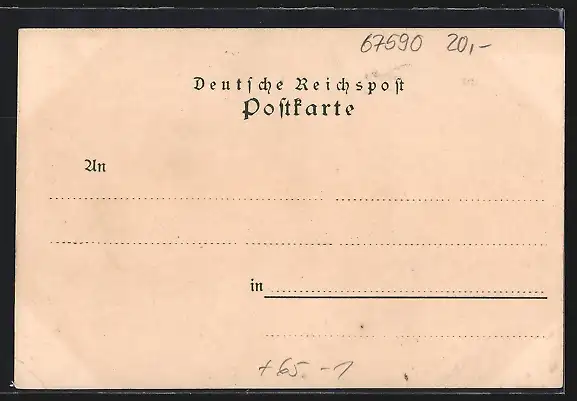 67590 20,-
Deutſche Reichspoſt
Poſtkarte
An
in
+65.-1